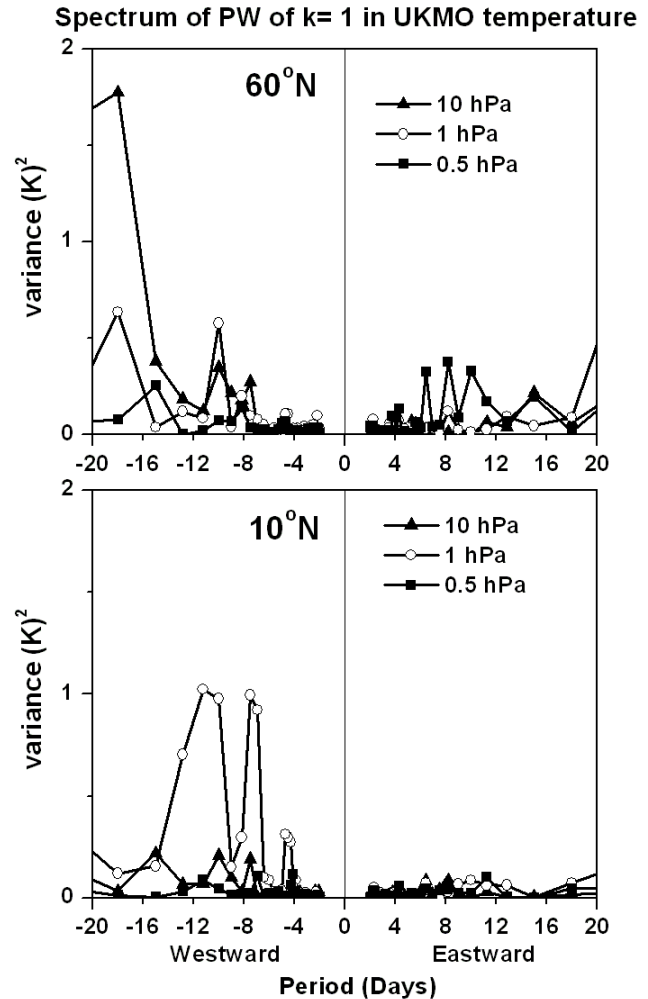 Spectrum of PW of k= 1 in UKMO temperature
2
60°N
10 hPa
1 hPa
0.5 hPa
variance (K)²
1
0
-20 -16 -12 -8 -4 0 4 8 12 16 20
2
10°N
10 hPa
1 hPa
0.5 hPa
variance (K)²
1
0
-20 -16 -12 -8 -4 0 4 8 12 16 20
Westward Eastward
Period (Days)